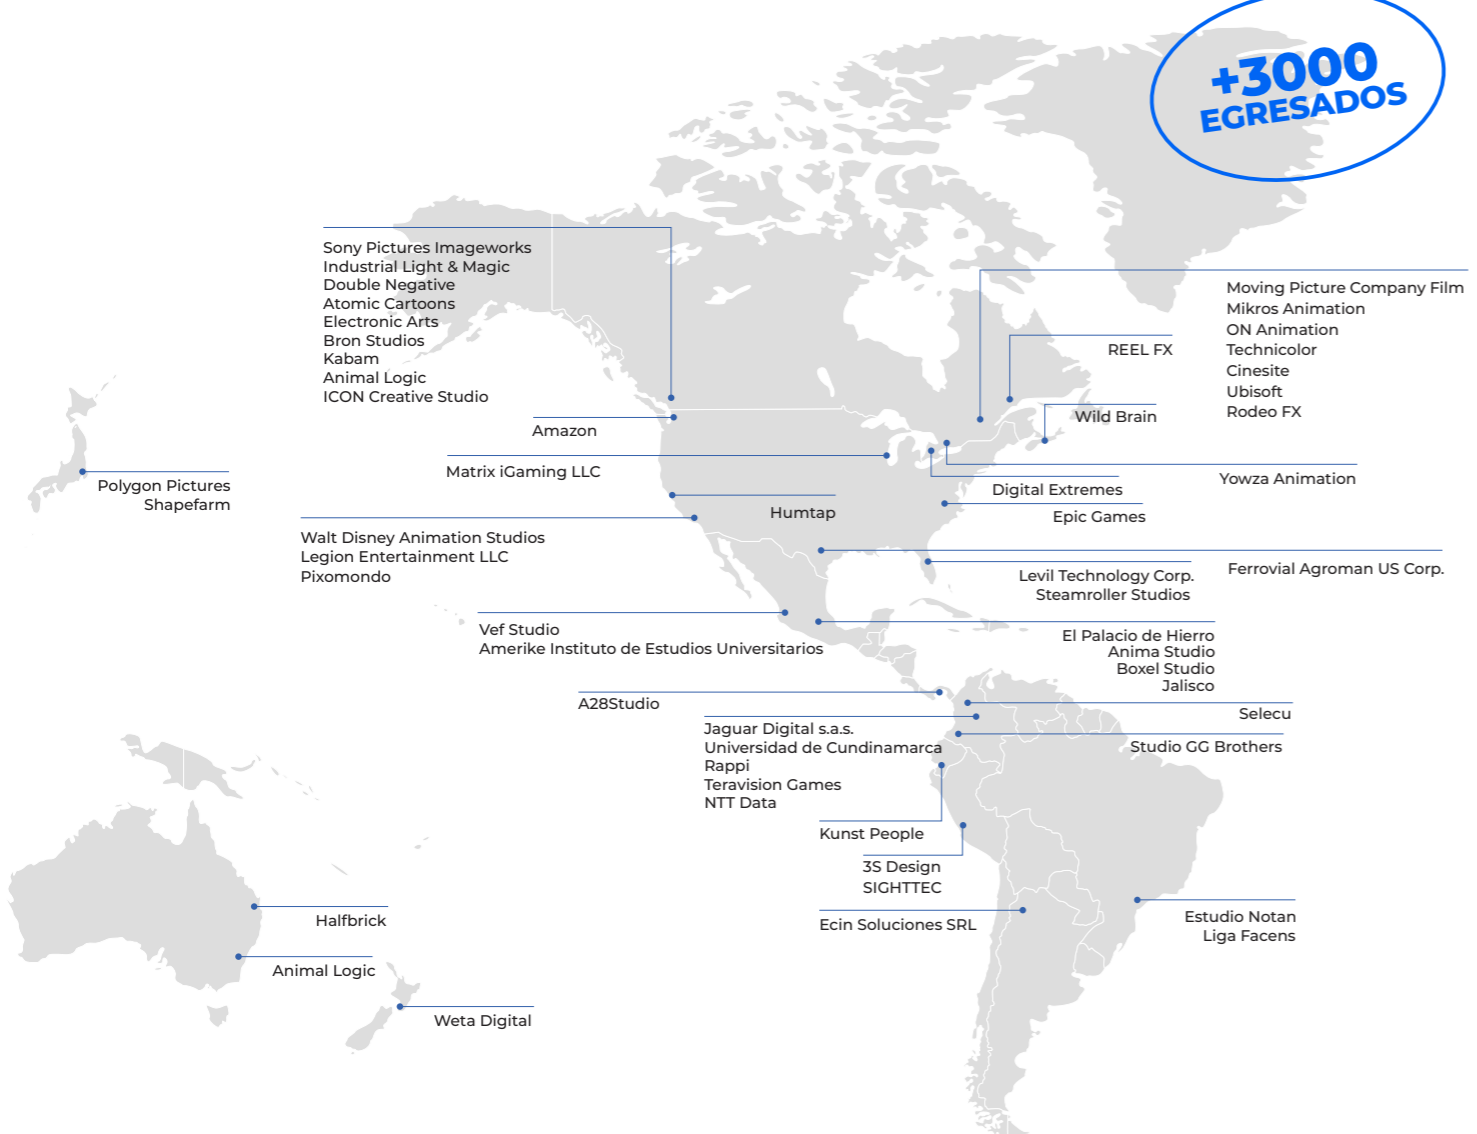 +3000
EGRESADOS
Sony Pictures Imageworks
Industrial Light & Magic
Double Negative
Atomic Cartoons
Electronic Arts
Bron Studios
Kabam
Animal Logic
ICON Creative Studio
Moving Picture Company Film
Mikros Animation
ON Animation
Technicolor
Cinesite
Ubisoft
Rodeo FX
REEL FX
Wild Brain
Amazon
Matrix iGaming LLC
Yowza Animation
Digital Extremes
Epic Games
Polygon Pictures
Shapefarm
Humtap
Walt Disney Animation Studios
Legion Entertainment LLC
Pixomondo
Levil Technology Corp.
Steamroller Studios
Ferrovial Agroman US Corp.
Vef Studio
Amerike Instituto de Estudios Universitarios
El Palacio de Hierro
Anima Studio
Boxel Studio
Jalisco
A28Studio
Selecu
Jaguar Digital s.a.s.
Universidad de Cundinamarca
Rappi
Teravision Games
NTT Data
Studio GG Brothers
Kunst People
3S Design
SIGHTTEC
Ecin Soluciones SRL
Estudio Notan
Liga Facens
Halfbrick
Animal Logic
Weta Digital